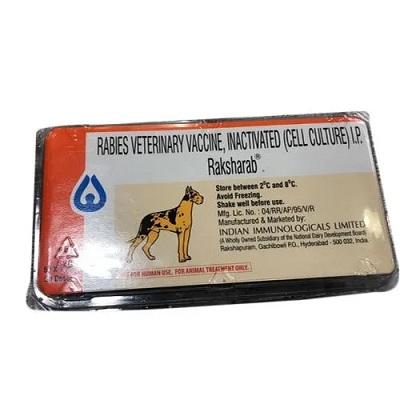 RABIES VETERINARY VACCINE, INACTIVATED (CELL CULTURE) I.P.
Raksharab®
Store between 2°C and 8°C.
Avoid Freezing.
Shake well before use.
Mfg. Lic. No. : 04/RR/AP/95/V/R
Manufactured & Marketed by:
INDIAN IMMUNOLOGICALS LIMITED
(A Wholly Owned Subsidiary of the National Dairy Development Board)
Rakshapuram, Gachibowli P.O., Hyderabad - 500 032, India.
FOR HUMAN USE. FOR ANIMAL TREATMENT ONLY.